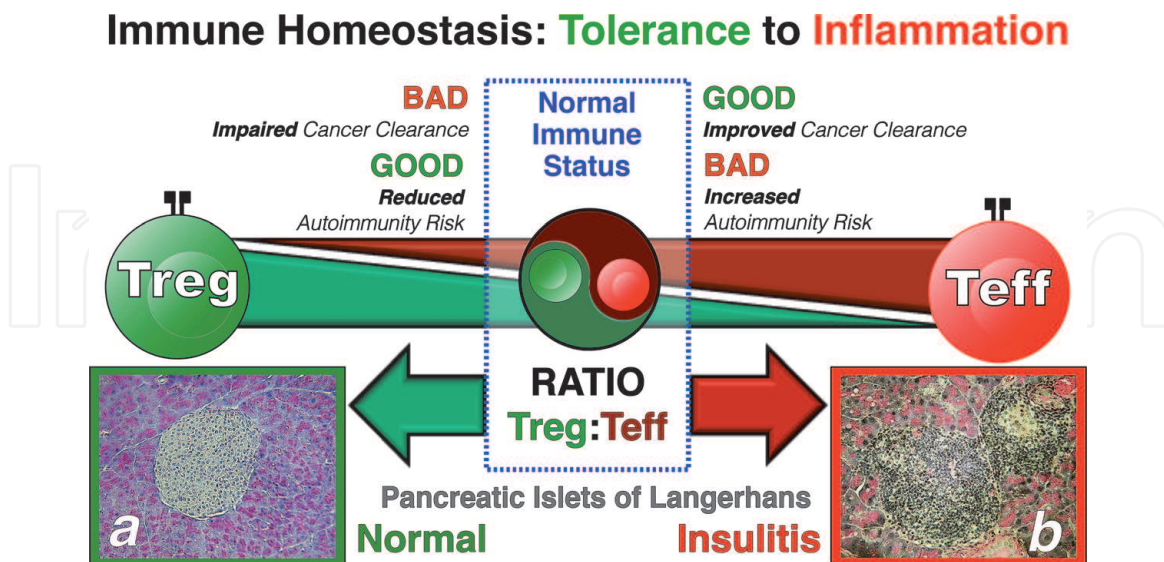 Immune Homeostasis: Tolerance to Inflammation
BAD
Impaired Cancer Clearance
GOOD
Reduced
Autoimmunity Risk
Normal
Immune
Status
GOOD
Improved Cancer Clearance
BAD
Increased
Autoimmunity Risk
Treg
Teff
RATIO
Treg:Teff
Pancreatic Islets of Langerhans
Normal
Insulitis
a
b